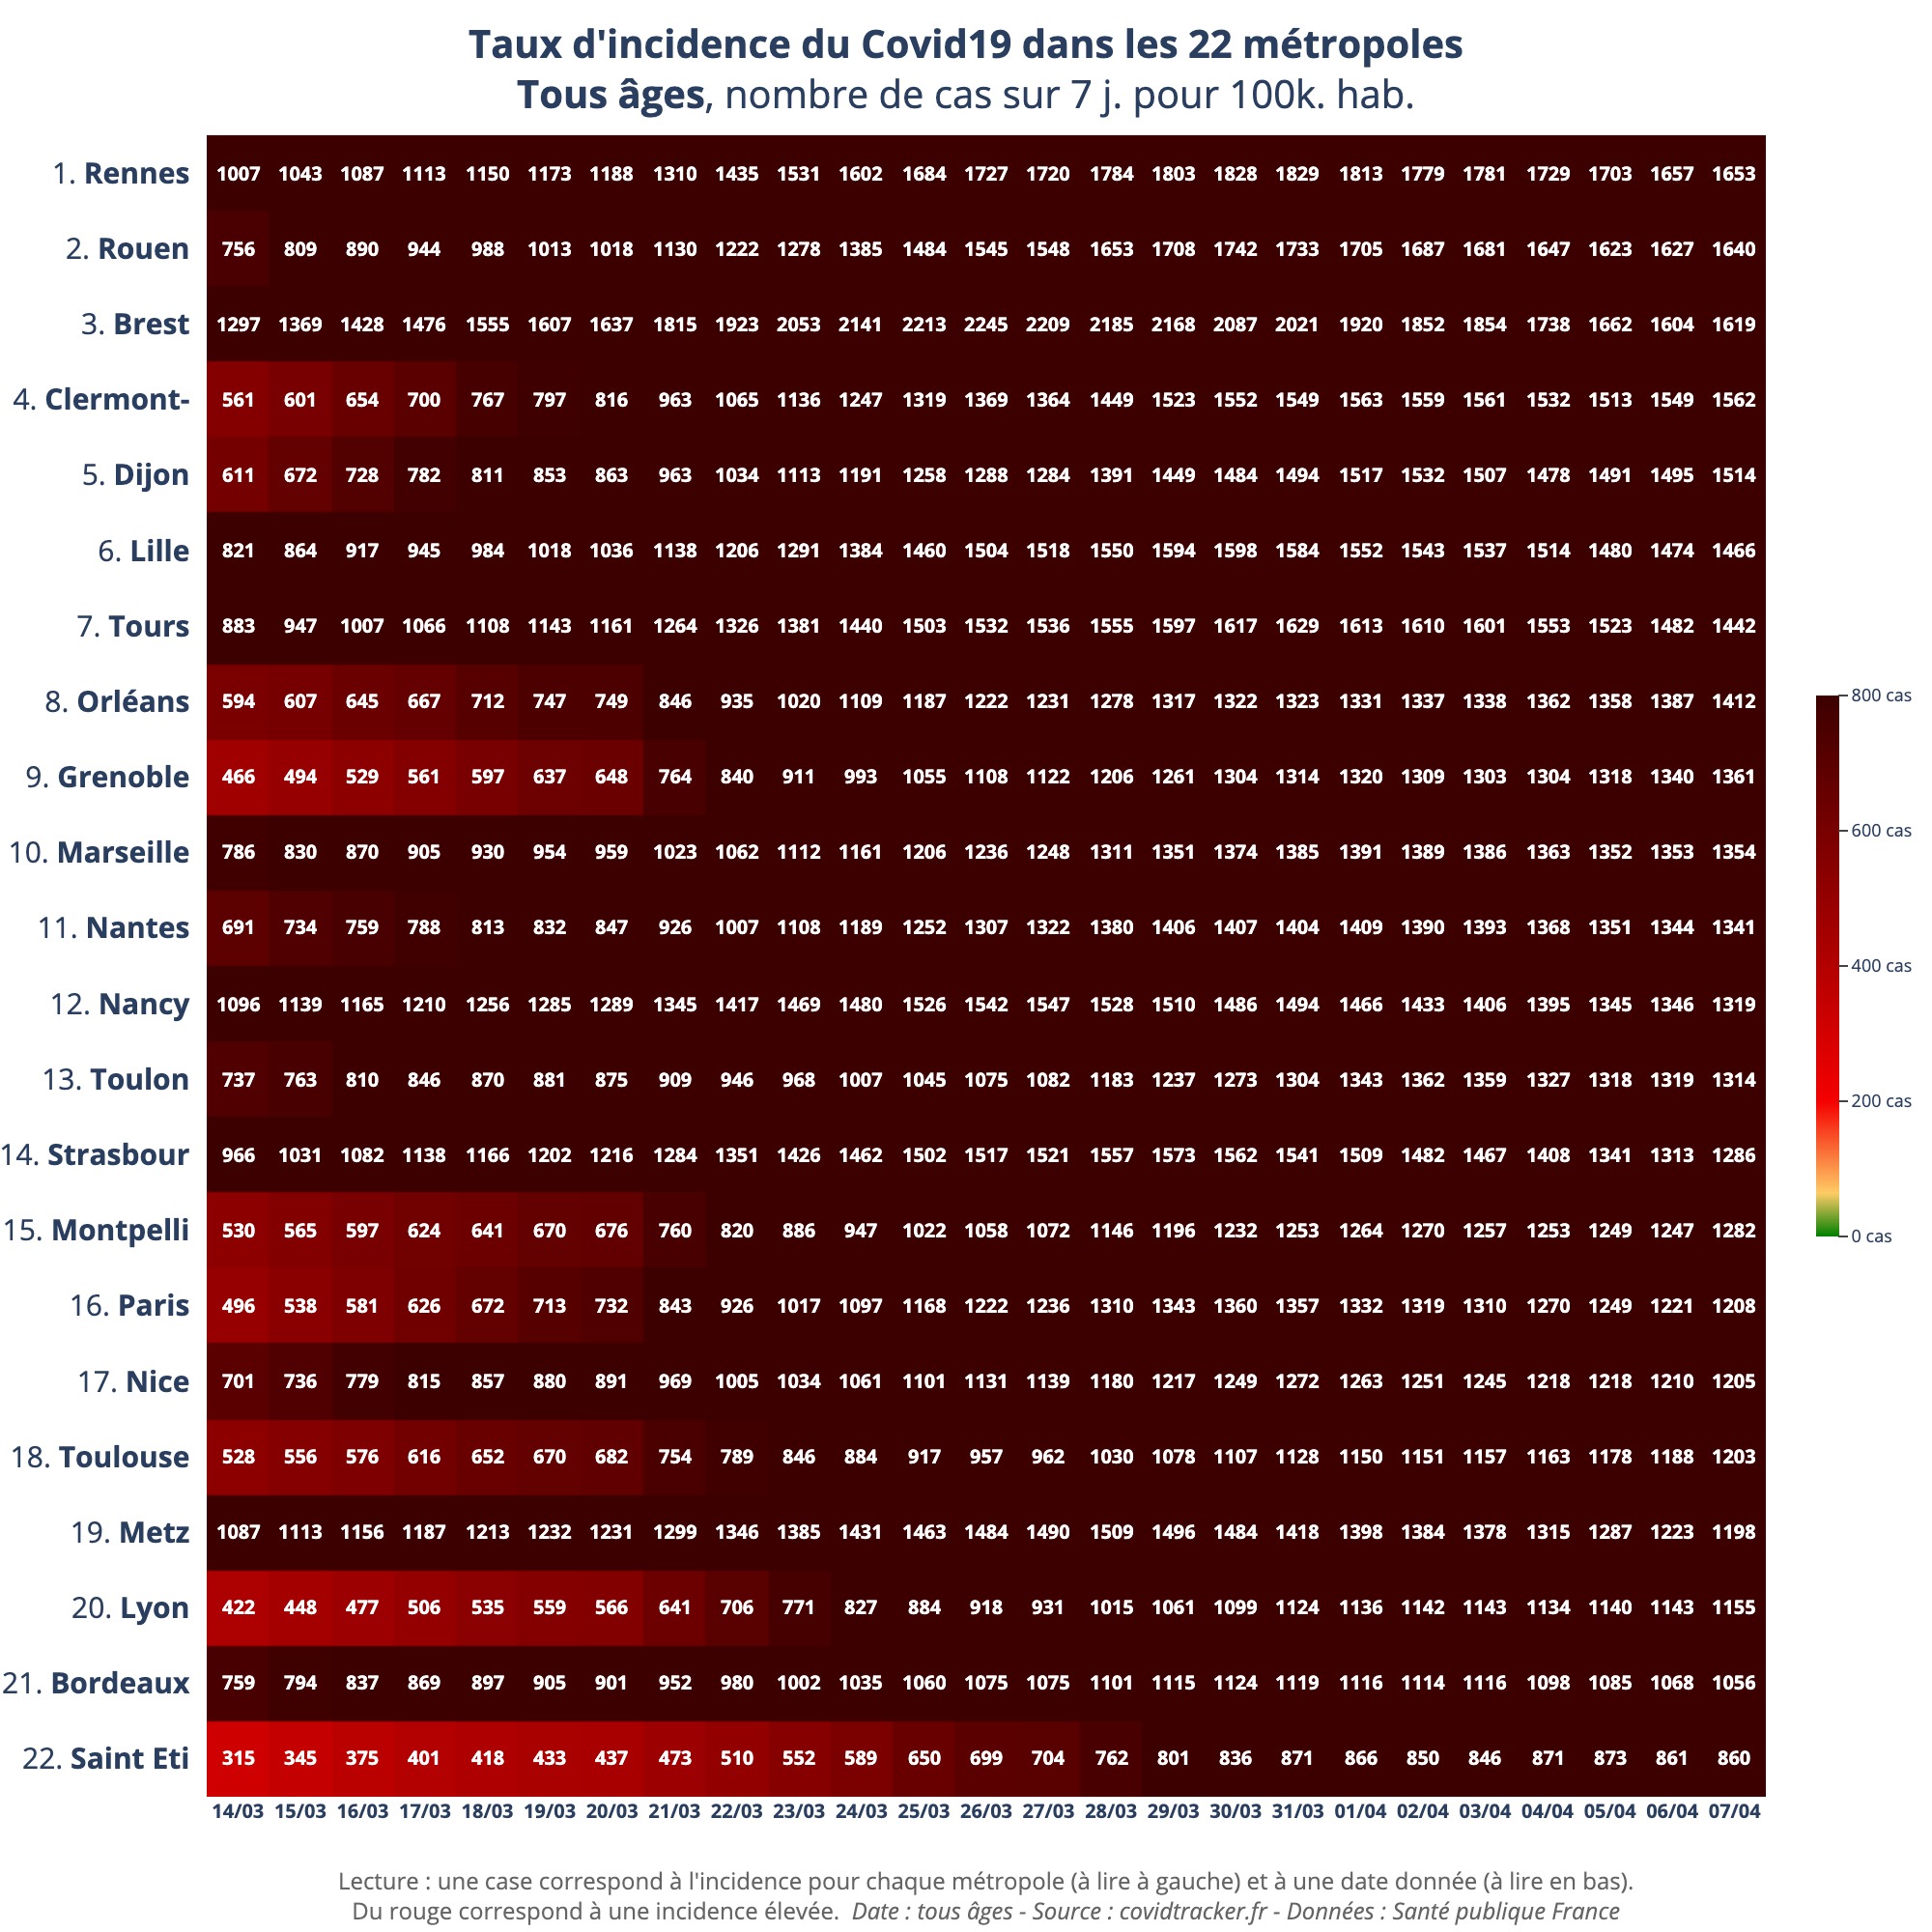 Taux d'incidence du Covid19 dans les 22 métropoles
Tous âges, nombre de cas sur 7 j. pour 100k. hab.
1. Rennes 1007 1043 1087 1113 1150 1173 1188 1310 1435 1531 1602 1684 1727 1720 1784 1803 1828 1829 1813 1779 1781 1729 1703 1657 1653
2. Rouen 756 809 890 944 988 1013 1018 1130 1222 1278 1385 1484 1545 1548 1653 1708 1742 1733 1705 1687 1681 1647 1623 1627 1640
3. Brest 1297 1369 1428 1476 1555 1607 1637 1815 1923 2053 2141 2213 2245 2209 2185 2168 2087 2021 1920 1852 1854 1738 1662 1604 1619
4. Clermont- 561 601 654 700 767 797 816 963 1065 1136 1247 1319 1369 1364 1449 1523 1552 1549 1563 1559 1561 1532 1513 1549 1562
5. Dijon 611 672 728 782 811 853 863 963 1034 1113 1191 1258 1288 1284 1391 1449 1484 1494 1517 1532 1507 1478 1491 1495 1514
6. Lille 821 864 917 945 984 1018 1036 1138 1206 1291 1384 1460 1504 1518 1550 1594 1598 1584 1552 1543 1537 1514 1480 1474 1466
7. Tours 883 947 1007 1066 1108 1143 1161 1264 1326 1381 1440 1503 1532 1536 1555 1597 1617 1629 1613 1610 1601 1553 1523 1482 1442
8. Orléans 594 607 645 667 712 747 749 846 935 1020 1109 1187 1222 1231 1278 1317 1322 1323 1331 1337 1338 1362 1358 1387 1412
9. Grenoble 466 494 529 561 597 637 648 764 840 911 993 1055 1108 1122 1206 1261 1304 1314 1320 1309 1303 1304 1318 1340 1361
10. Marseille 786 830 870 905 930 954 959 1023 1062 1112 1161 1206 1236 1248 1311 1351 1374 1385 1391 1389 1386 1363 1352 1353 1354
11. Nantes 691 734 759 788 813 832 847 926 1007 1108 1189 1252 1307 1322 1380 1406 1407 1404 1409 1390 1393 1368 1351 1344 1341
12. Nancy 1096 1139 1165 1210 1256 1285 1289 1345 1417 1469 1480 1526 1542 1547 1528 1510 1486 1494 1466 1433 1406 1395 1345 1346 1319
13. Toulon 737 763 810 846 870 881 875 909 946 968 1007 1045 1075 1082 1183 1237 1273 1304 1343 1362 1359 1327 1318 1319 1314
14. Strasbour 966 1031 1082 1138 1166 1202 1216 1284 1351 1426 1462 1502 1517 1521 1557 1573 1562 1541 1509 1482 1467 1408 1341 1313 1286
15. Montpelli 530 565 597 624 641 670 676 760 820 886 947 1022 1058 1072 1146 1196 1232 1253 1264 1270 1257 1253 1249 1247 1282
16. Paris 496 538 581 626 672 713 732 843 926 1017 1097 1168 1222 1236 1310 1343 1360 1357 1332 1319 1310 1270 1249 1221 1208
17. Nice 701 736 779 815 857 880 891 969 1005 1034 1061 1101 1131 1139 1180 1217 1249 1272 1263 1251 1245 1218 1218 1210 1205
18. Toulouse 528 556 576 616 652 670 682 754 789 846 884 917 957 962 1030 1078 1107 1128 1150 1151 1157 1163 1178 1188 1203
19. Metz 1087 1113 1156 1187 1213 1232 1231 1299 1346 1385 1431 1463 1484 1490 1509 1496 1484 1418 1398 1384 1378 1315 1287 1223 1198
20. Lyon 422 448 477 506 535 559 566 641 706 771 827 884 918 931 1015 1061 1099 1124 1136 1142 1143 1134 1140 1143 1155
21. Bordeaux 759 794 837 869 897 905 901 952 980 1002 1035 1060 1075 1075 1101 1115 1124 1119 1116 1114 1116 1098 1085 1068 1056
22. Saint Eti 315 345 375 401 418 433 437 473 510 552 589 650 699 704 762 801 836 871 866 850 846 871 873 861 860
14/03 15/03 16/03 17/03 18/03 19/03 20/03 21/03 22/03 23/03 24/03 25/03 26/03 27/03 28/03 29/03 30/03 31/03 01/04 02/04 03/04 04/04 05/04 06/04 07/04
800 cas
600 cas
400 cas
200 cas
0 cas
Lecture : une case correspond à l'incidence pour chaque métropole (à lire à gauche) et à une date donnée (à lire en bas).
Du rouge correspond à une incidence élevée. Date : tous âges - Source : covidtracker.fr - Données : Santé publique France